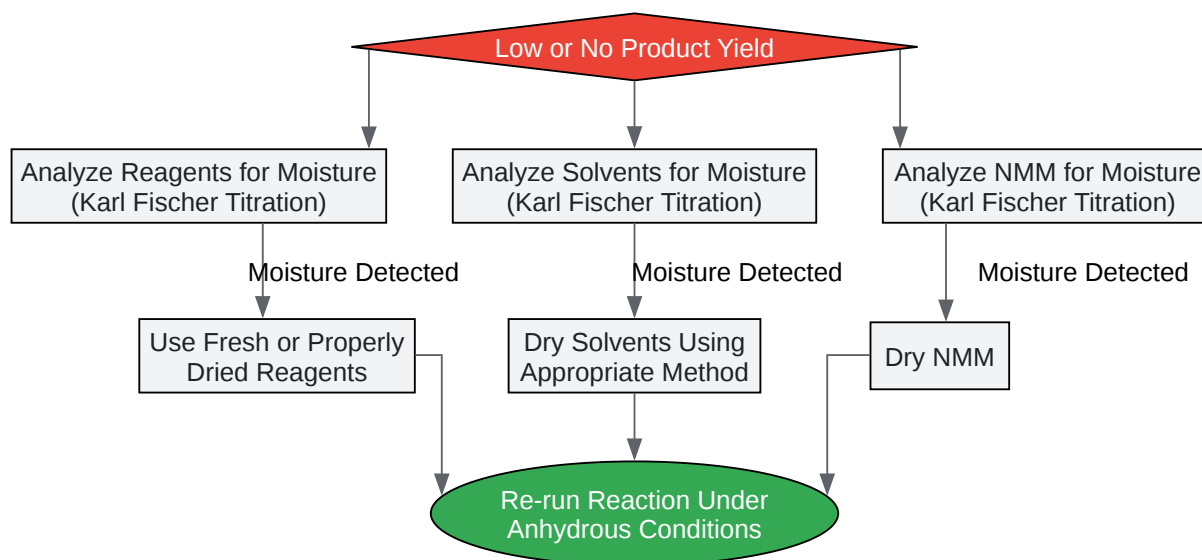 Low or No Product Yield
Analyze Reagents for Moisture
(Karl Fischer Titration)
Analyze Solvents for Moisture
(Karl Fischer Titration)
Analyze NMM for Moisture
(Karl Fischer Titration)
Moisture Detected
Moisture Detected
Moisture Detected
Use Fresh or Properly
Dried Reagents
Dry Solvents Using
Appropriate Method
Dry NMM
Re-run Reaction Under
Anhydrous Conditions